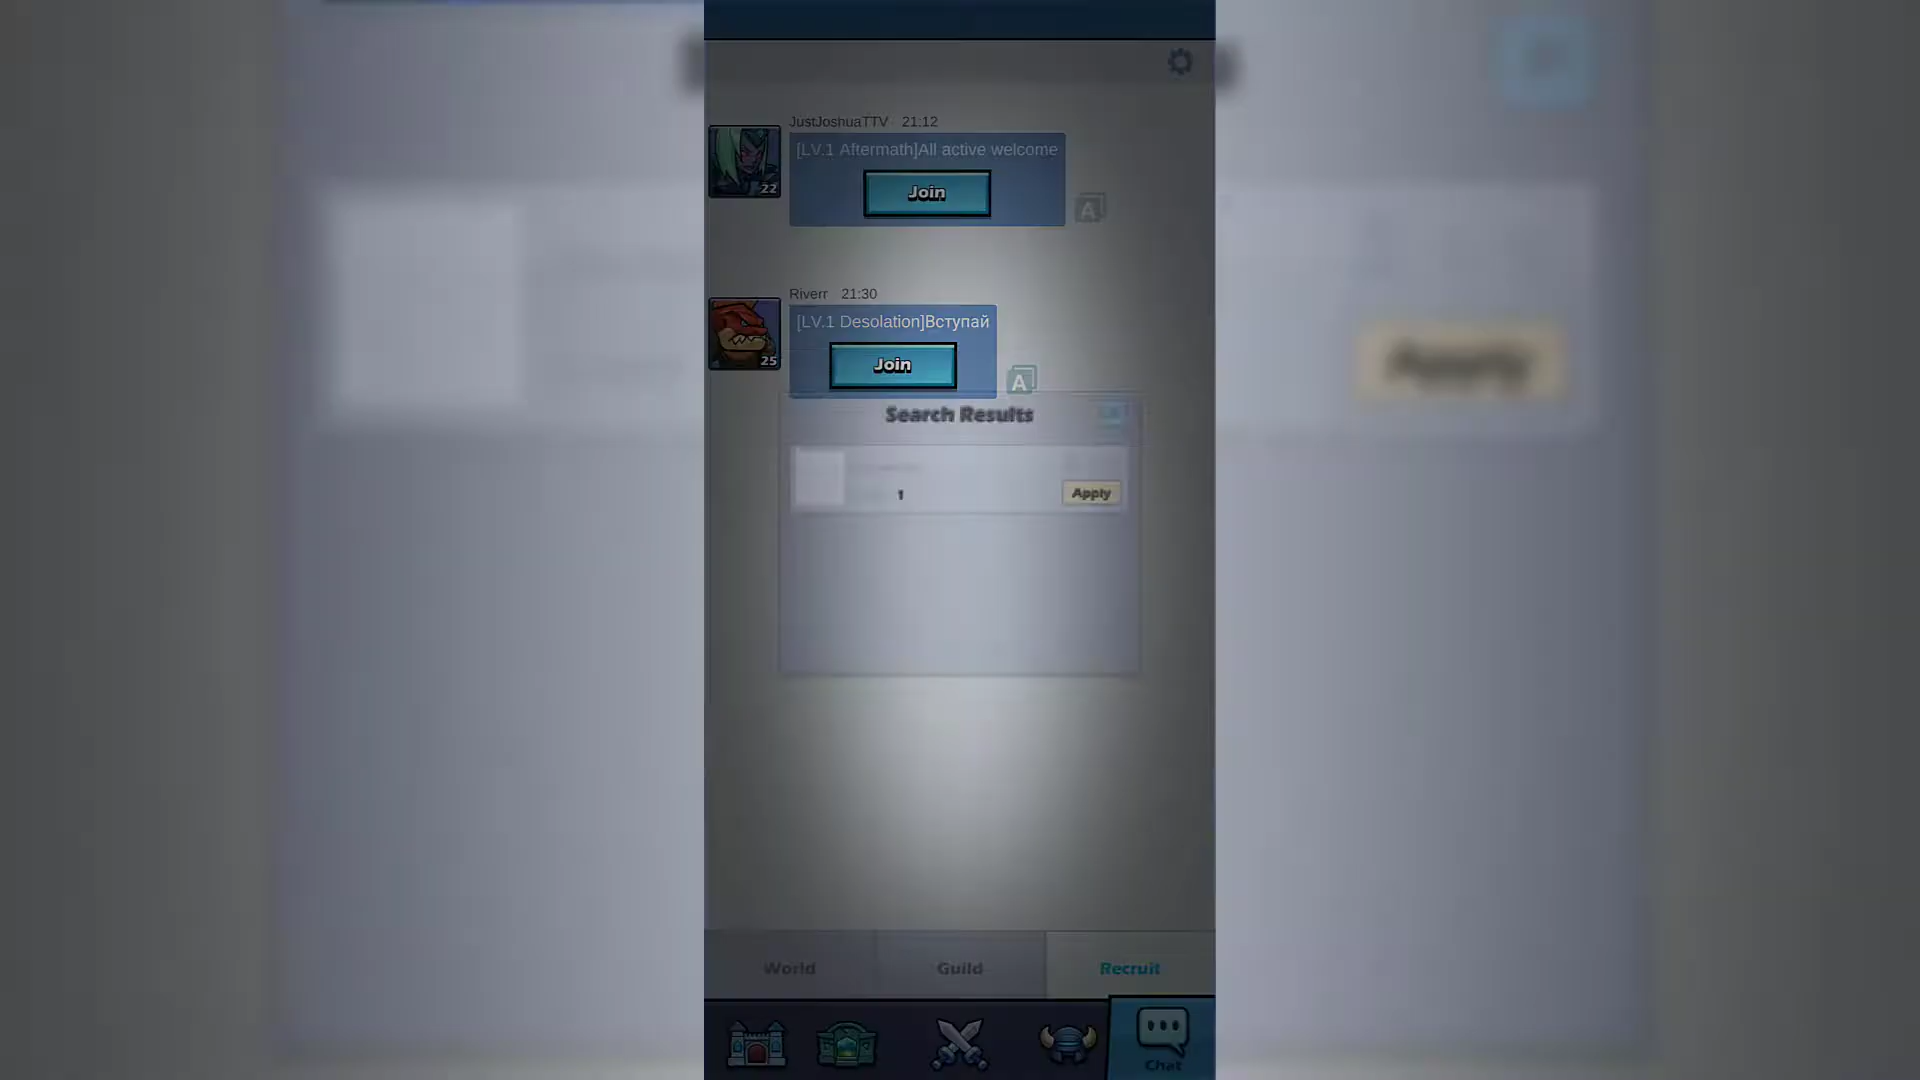 JustJoshuaTTV 21:12
[LV.1 Aftermath]All active welcome
22
Join
A
Riverr 21:30
[LV.1 Desolation]Вступай
25
Join
A
Search Results
1
Apply
Apply
World Guild Recruit
Chat